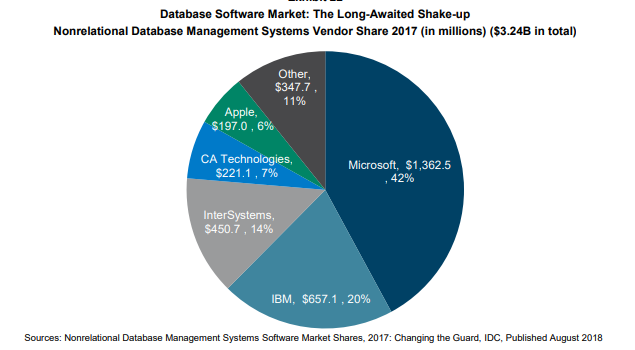 Database Software Market: The Long-Awaited Shake-up
Nonrelational Database Management Systems Vendor Share 2017 (in millions) ($3.24B in total)
Other,
$347.7 ,
11%
Apple,
$197.0 , 6%
CA Technologies,
$221.1 , 7%
InterSystems,
$450.7 , 14%
IBM, $657.1 , 20%
Microsoft, $1,362.5
, 42%
Sources: Nonrelational Database Management Systems Software Market Shares, 2017: Changing the Guard, IDC, Published August 2018